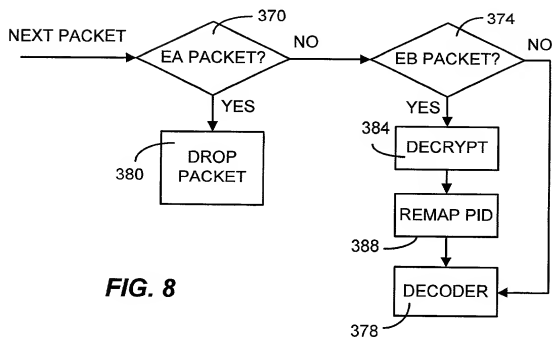 370
374
NEXT PACKET
EA PACKET?
NO
EB PACKET?
NO
YES
YES
384
DECRYPT
380
DROP
PACKET
REMAP PID
388
FIG. 8
DECODER
378